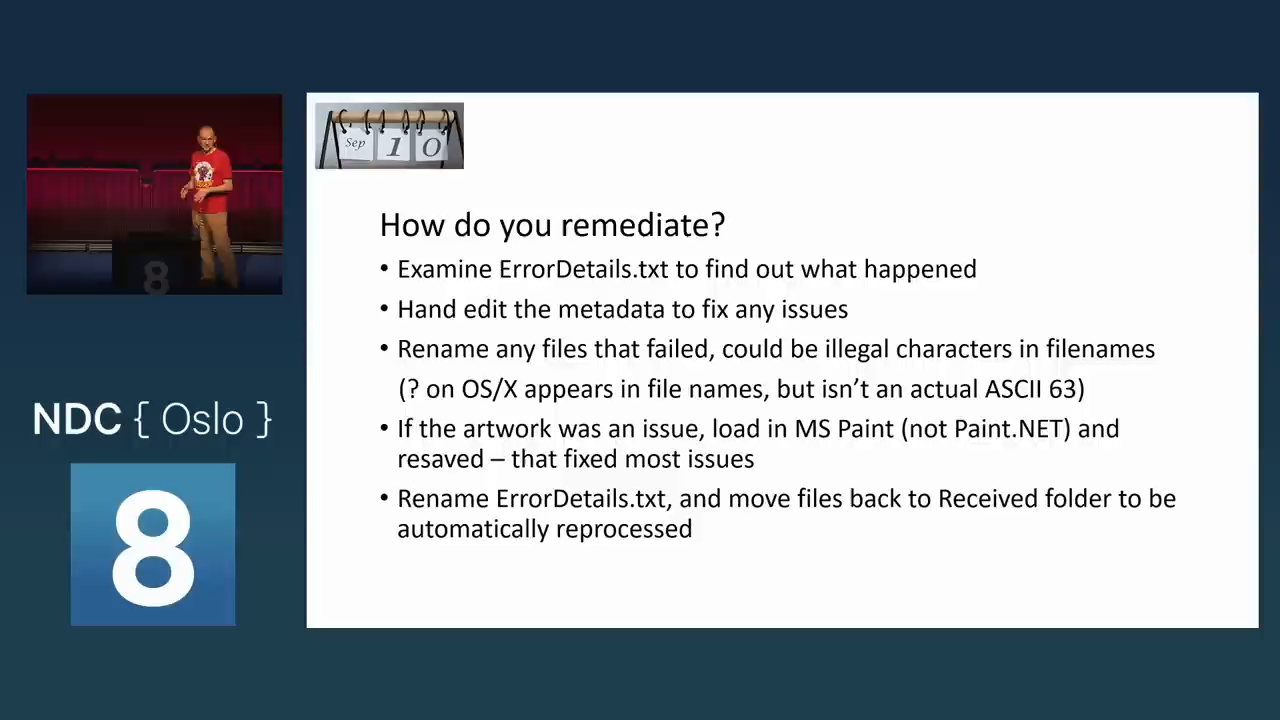 Sep 10
How do you remediate?
• Examine ErrorDetails.txt to find out what happened
• Hand edit the metadata to fix any issues
• Rename any files that failed, could be illegal characters in filenames
(? on OS/X appears in file names, but isn’t an actual ASCII 63)
• If the artwork was an issue, load in MS Paint (not Paint.NET) and
resaved – that fixed most issues
• Rename ErrorDetails.txt, and move files back to Received folder to be
automatically reprocessed
8
NDC { Oslo }
8